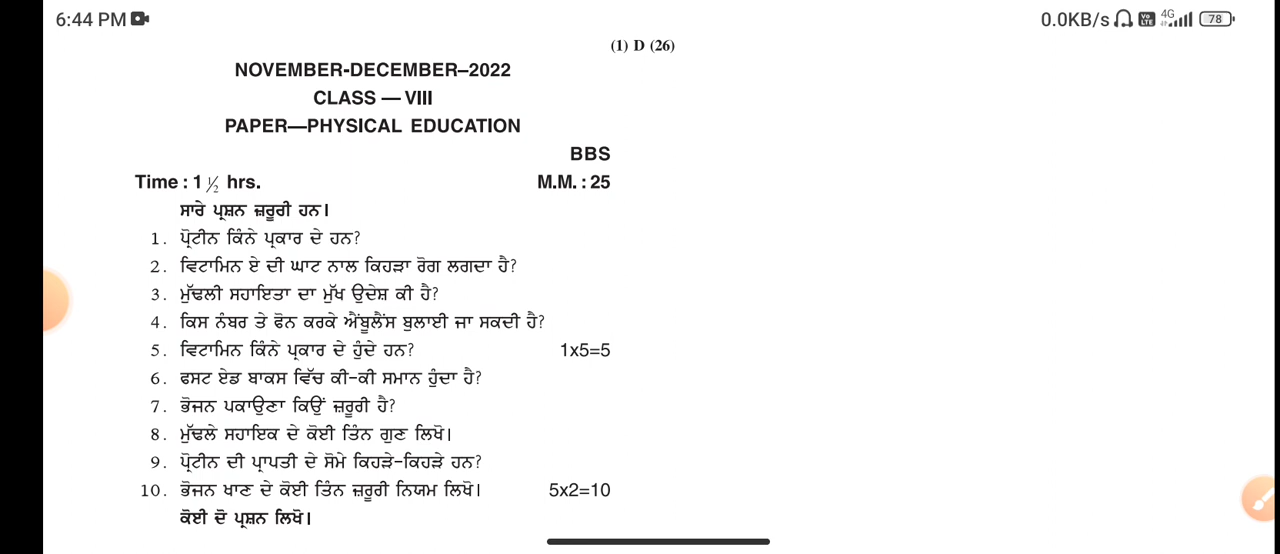 6:44 PM 0.0KB/s Vo LTE 4G 78
(1) D (26)
NOVEMBER-DECEMBER–2022
CLASS — VIII
PAPER—PHYSICAL EDUCATION
BBS
Time : 1 1/2 hrs. M.M. : 25
ਸਾਰੇ ਪ੍ਰਸ਼ਨ ਜ਼ਰੂਰੀ ਹਨ।
1. ਪ੍ਰੋਟੀਨ ਕਿੰਨੇ ਪ੍ਰਕਾਰ ਦੇ ਹਨ?
2. ਵਿਟਾਮਿਨ ਏ ਦੀ ਘਾਟ ਨਾਲ ਕਿਹੜਾ ਰੋਗ ਲਗਦਾ ਹੈ?
3. ਮੁੱਢਲੀ ਸਹਾਇਤਾ ਦਾ ਮੁੱਖ ਉਦੇਸ਼ ਕੀ ਹੈ?
4. ਕਿਸ ਨੰਬਰ ਤੇ ਫੋਨ ਕਰਕੇ ਐਂਬੂਲੈਂਸ ਬੁਲਾਈ ਜਾ ਸਕਦੀ ਹੈ?
5. ਵਿਟਾਮਿਨ ਕਿੰਨੇ ਪ੍ਰਕਾਰ ਦੇ ਹੁੰਦੇ ਹਨ? 1x5=5
6. ਫਸਟ ਏਡ ਬਾਕਸ ਵਿੱਚ ਕੀ-ਕੀ ਸਮਾਨ ਹੁੰਦਾ ਹੈ?
7. ਭੋਜਨ ਪਕਾਉਣਾ ਕਿਉਂ ਜ਼ਰੂਰੀ ਹੈ?
8. ਮੁੱਢਲੇ ਸਹਾਇਕ ਦੇ ਕੋਈ ਤਿੰਨ ਗੁਣ ਲਿਖੋ।
9. ਪ੍ਰੋਟੀਨ ਦੀ ਪ੍ਰਾਪਤੀ ਦੇ ਸੋਮੇ ਕਿਹੜੇ-ਕਿਹੜੇ ਹਨ?
10. ਭੋਜਨ ਖਾਣ ਦੇ ਕੋਈ ਤਿੰਨ ਜ਼ਰੂਰੀ ਨਿਯਮ ਲਿਖੋ। 5x2=10
ਕੋਈ ਦੋ ਪ੍ਰਸ਼ਨ ਲਿਖੋ।